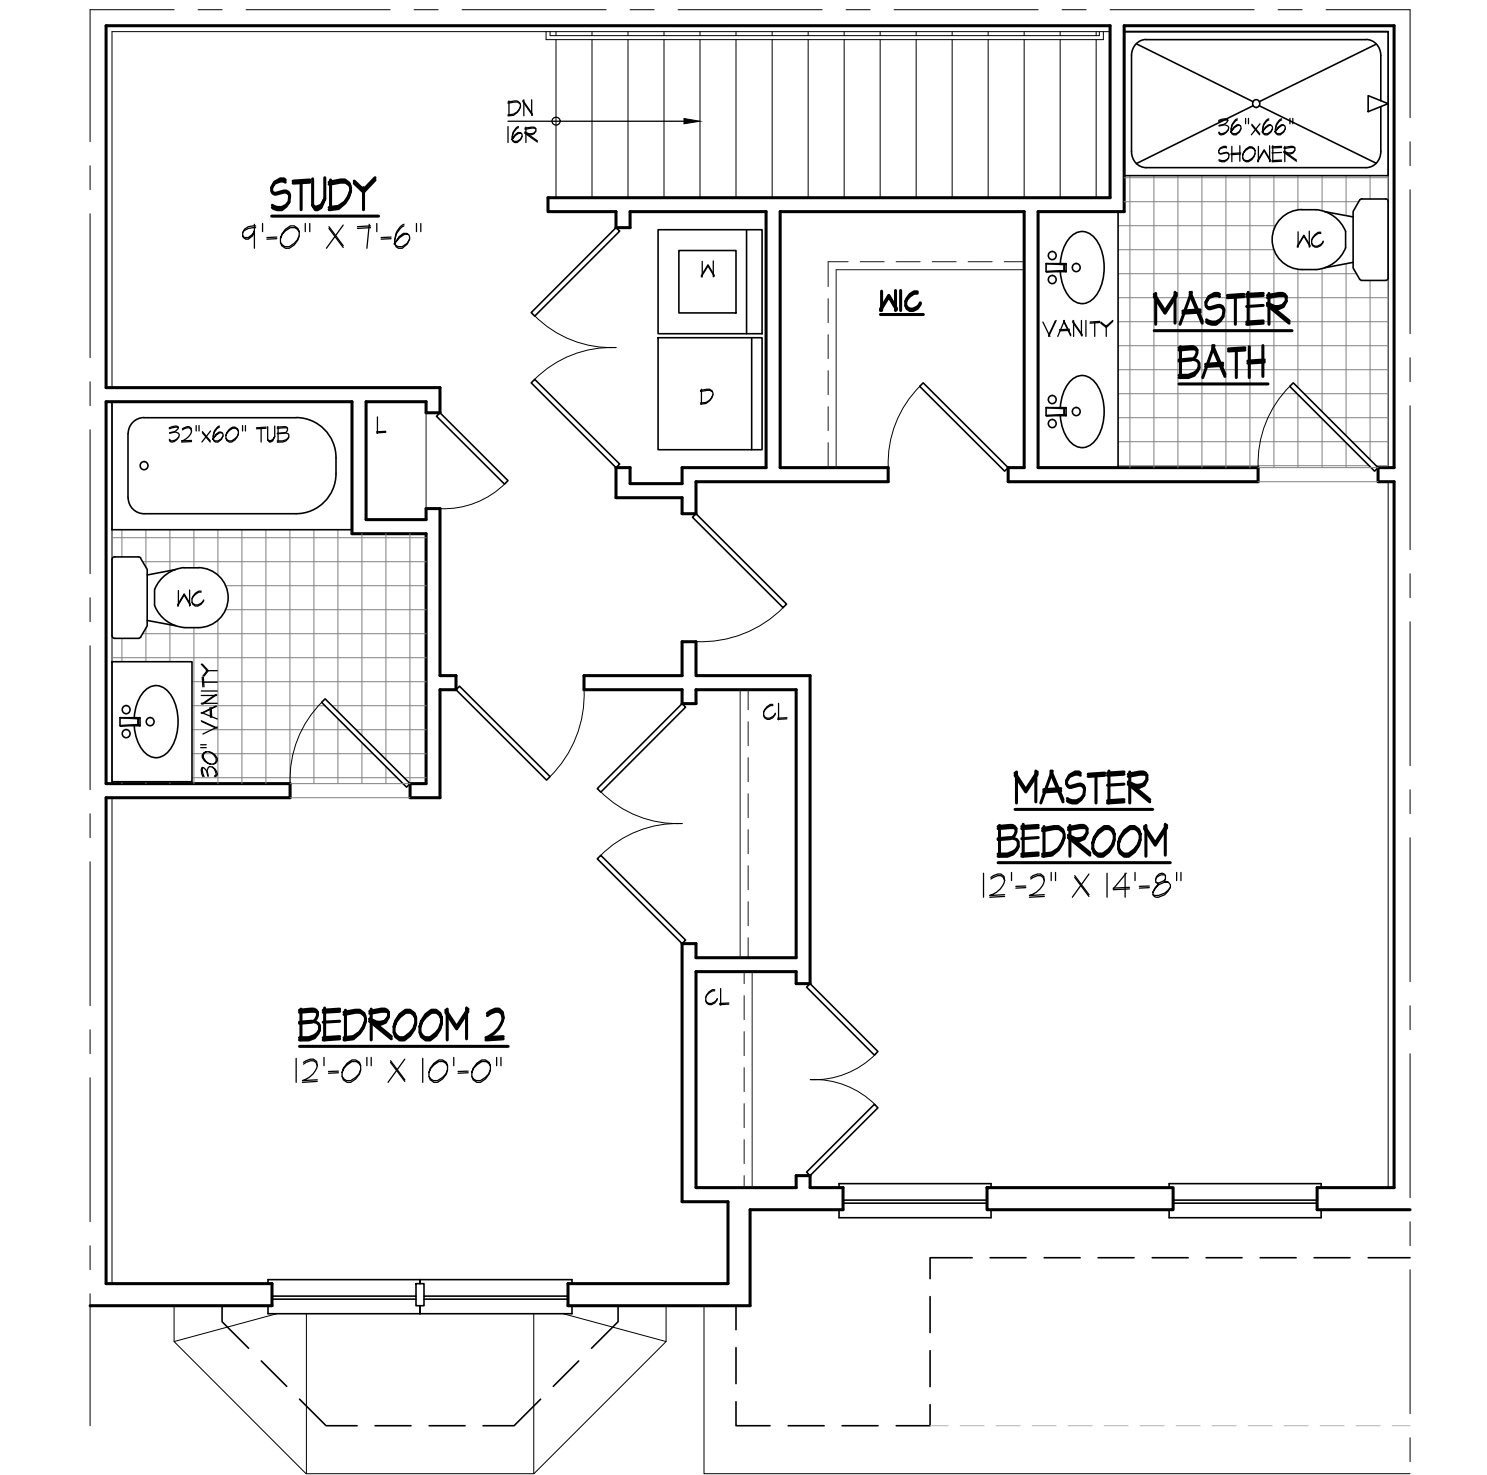 DN
16R
36"x66"
SHOWER
STUDY
9'-0" X 7'-6"
WC
W
WIC
VANITY
MASTER
BATH
D
L
32"x60" TUB
WC
30" VANITY
CL
MASTER
BEDROOM
12'-2" X 14'-8"
CL
BEDROOM 2
12'-0" X 10'-0"